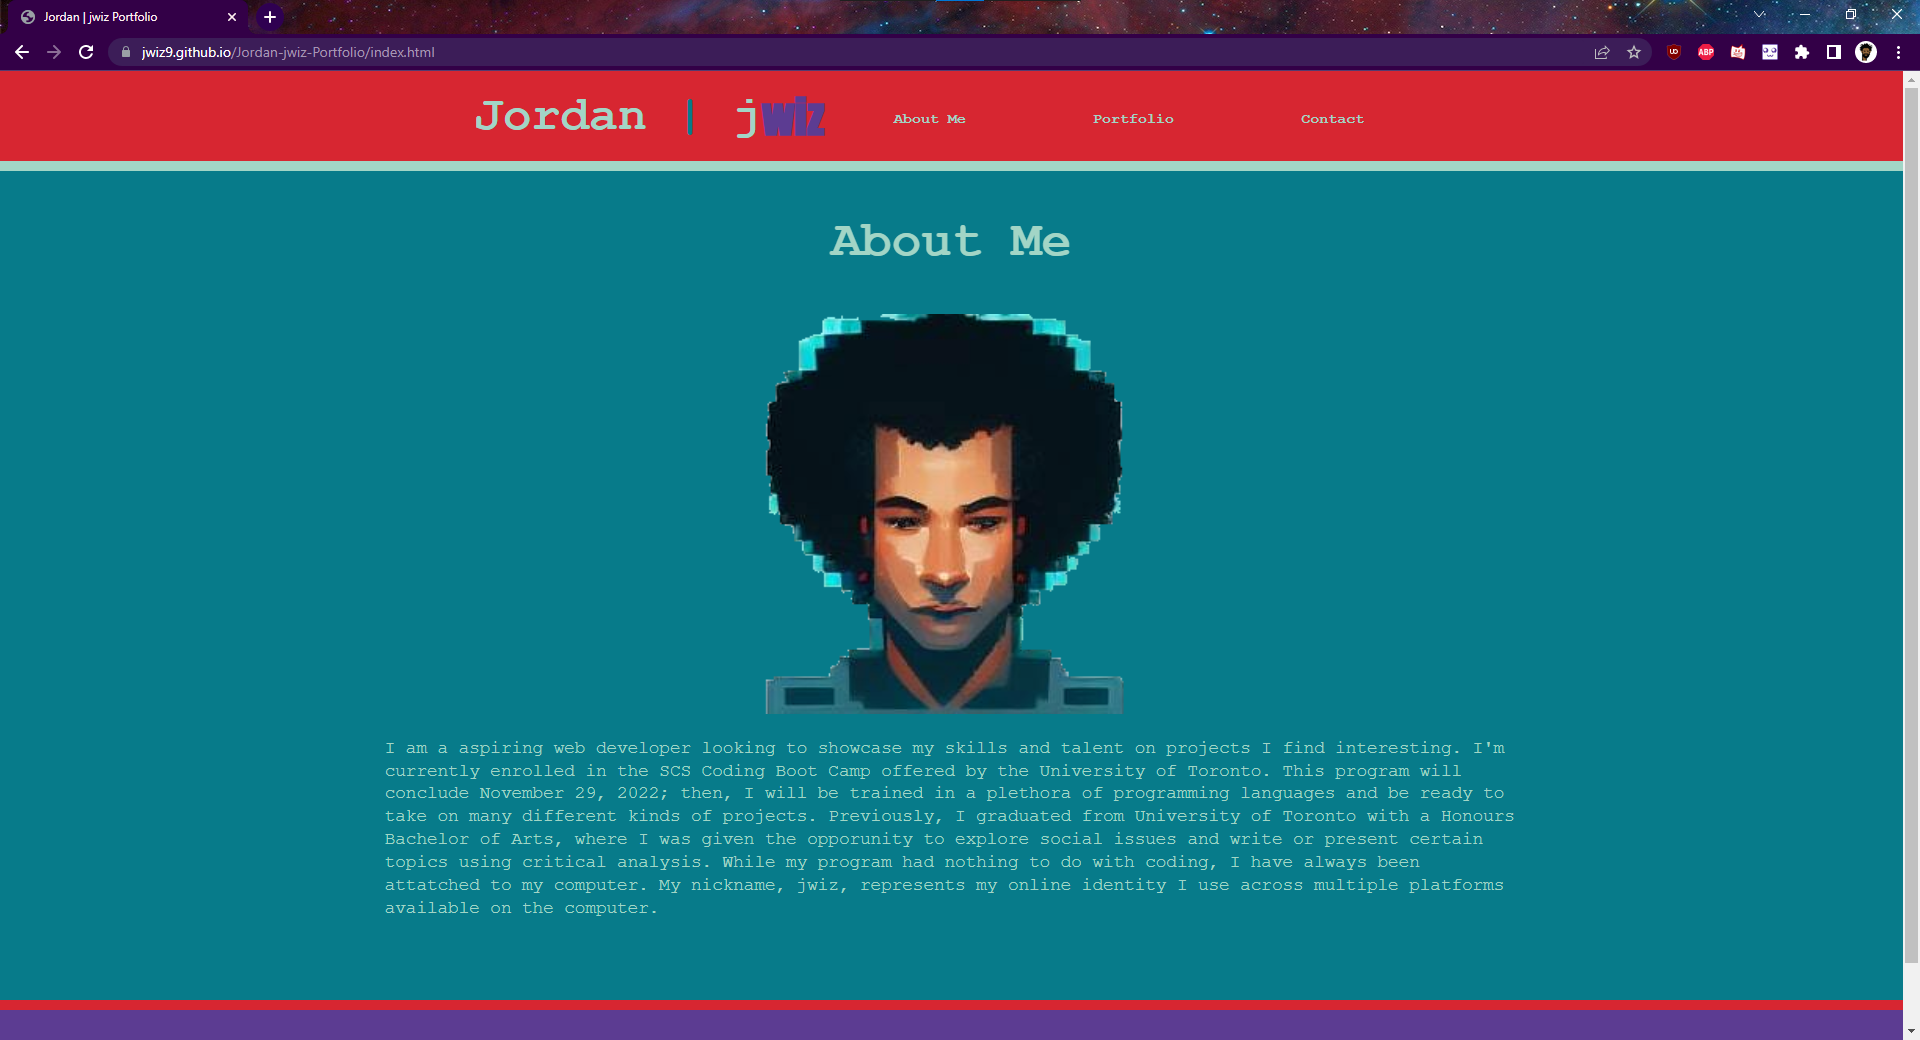 Jordan | jwiz Portfolio
jwiz9.github.io/Jordan-jwiz-Portfolio/index.html
UD
ABP
Jordan | jwiz
About Me
Portfolio
Contact
About Me
I am a aspiring web developer looking to showcase my skills and talent on projects I find interesting. I'm
currently enrolled in the SCS Coding Boot Camp offered by the University of Toronto. This program will
conclude November 29, 2022; then, I will be trained in a plethora of programming languages and be ready to
take on many different kinds of projects. Previously, I graduated from University of Toronto with a Honours
Bachelor of Arts, where I was given the opporunity to explore social issues and write or present certain
topics using critical analysis. While my program had nothing to do with coding, I have always been
attatched to my computer. My nickname, jwiz, represents my online identity I use across multiple platforms
available on the computer.